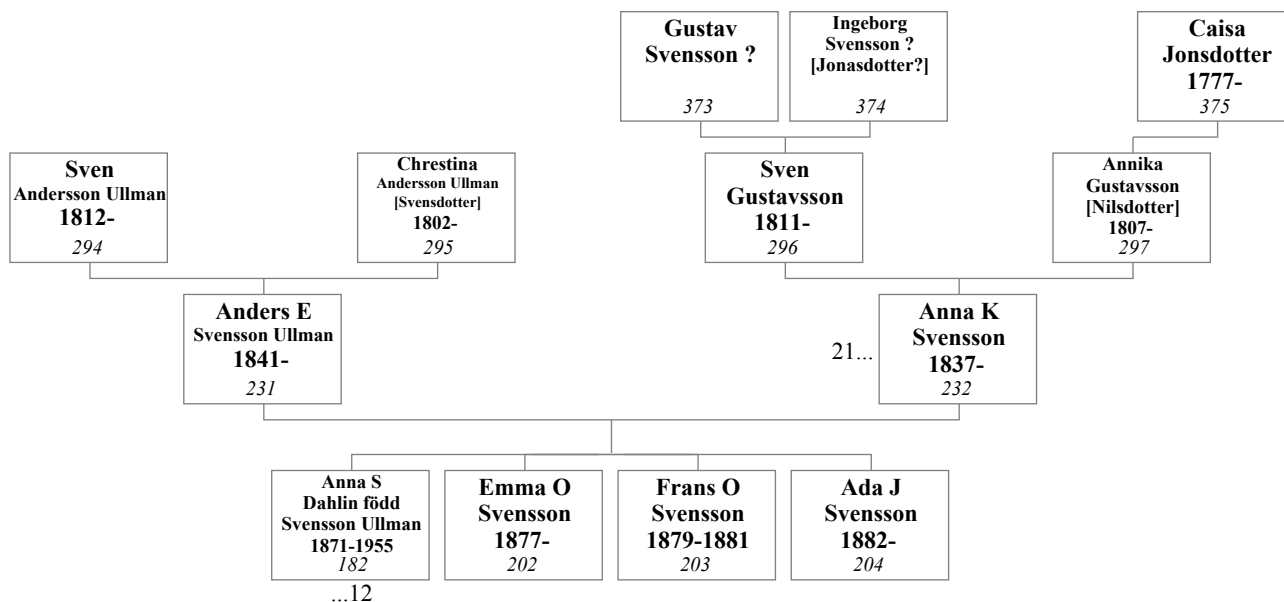 Gustav
Svensson ?
373
Ingeborg
Svensson ?
[Jonasdotter?]
374
Caisa
Jonsdotter
1777-
375
Sven
Andersson Ullman
1812-
294
Chrestina
Andersson Ullman
[Svensdotter]
1802-
295
Sven
Gustavsson
1811-
296
Annika
Gustavsson
[Nilsdotter]
1807-
297
Anders E
Svensson Ullman
1841-
231
21...
Anna K
Svensson
1837-
232
Anna S
Dahlin född
Svensson Ullman
1871-1955
182
...12
Emma O
Svensson
1877-
202
Frans O
Svensson
1879-1881
203
Ada J
Svensson
1882-
204